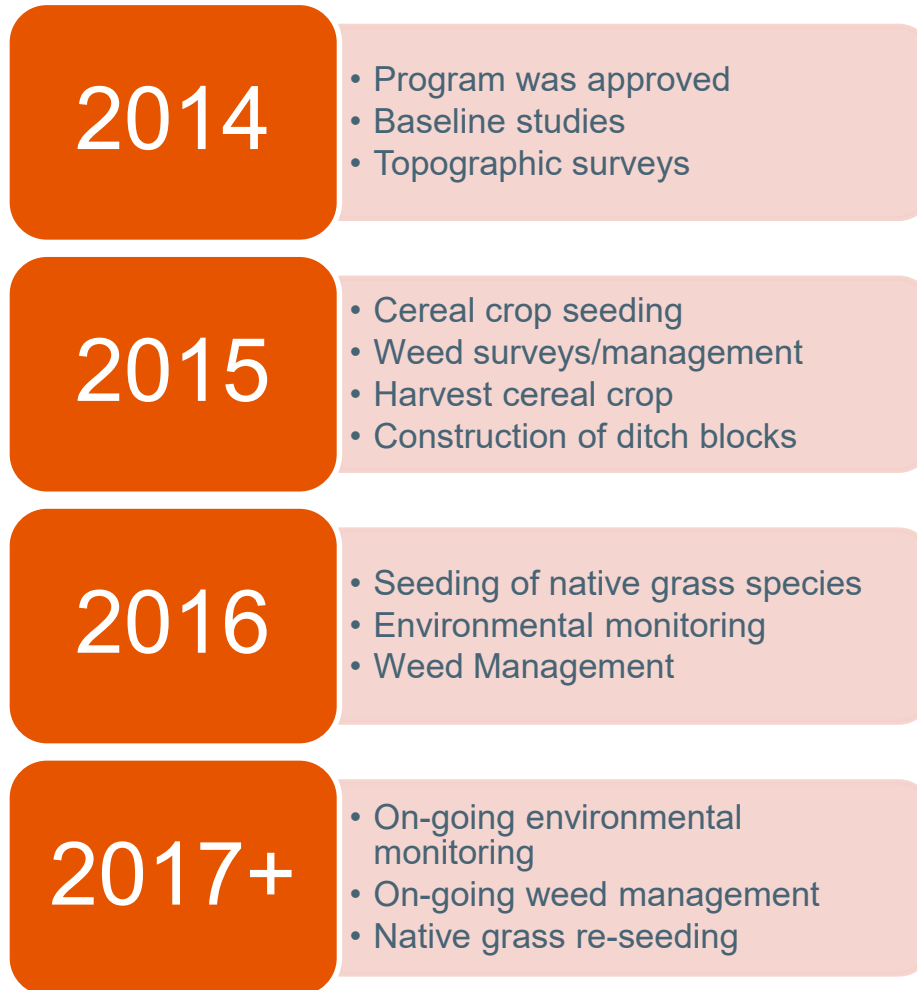 2014
• Program was approved
• Baseline studies
• Topographic surveys
2015
• Cereal crop seeding
• Weed surveys/management
• Harvest cereal crop
• Construction of ditch blocks
2016
• Seeding of native grass species
• Environmental monitoring
• Weed Management
2017+
• On-going environmental
monitoring
• On-going weed management
• Native grass re-seeding